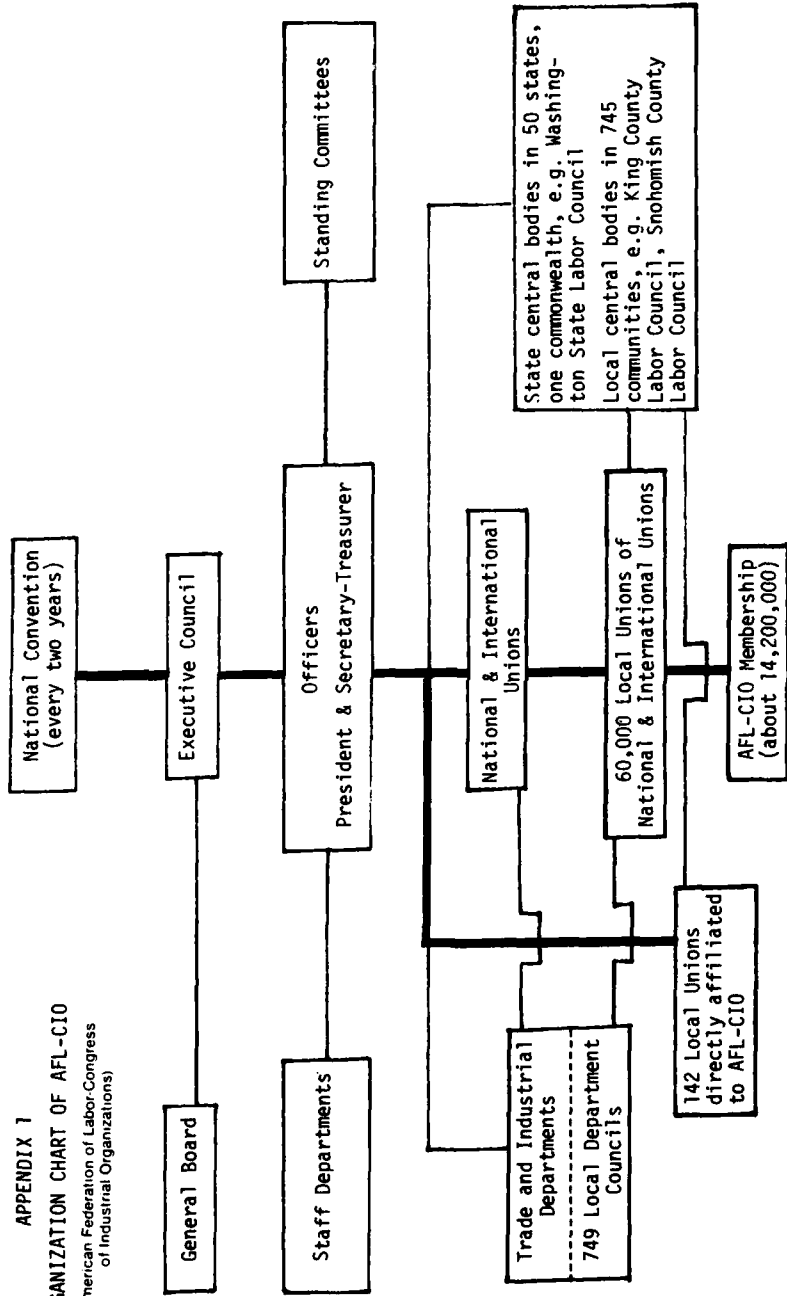 APPENDIX 1
GANIZATION CHART OF AFL-CIO
merican Federation of Labor-Congress
of Industrial Organizations)
National Convention
(every two years)
General Board
Executive Council
Staff Departments
Officers
President & Secretary-Treasurer
Standing Committees
Trade and Industrial
Departments
749 Local Department
Councils
National & International
Unions
State central bodies in 50 states,
one commonwealth, e.g. Washing-
ton State Labor Council
Local central bodies in 745
communities, e.g. King County
Labor Council, Snohomish County
Labor Council
60,000 Local Unions of
National & International Unions
142 Local Unions
directly affiliated
to AFL-CIO
AFL-CIO Membership
(about 14,200,000)